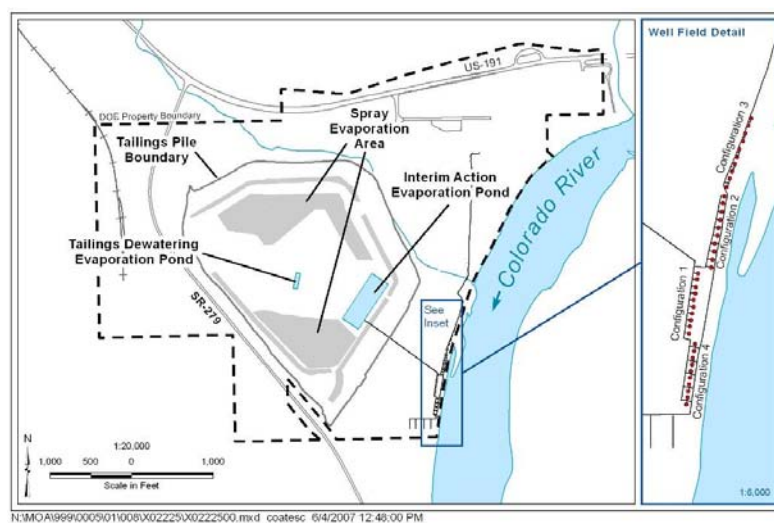 US-191
Well Field Detail
DOE Property Boundary
Spray
Evaporation
Area
Tailings Pile
Boundary
Interim Action
Evaporation Pond
Colorado River
Tailings Dewatering
Evaporation Pond
SR-279
See
Inset
Configuration 3
Configuration 2
Configuration 1
Configuration 4
N
1:20,000
1,000 500 0 1,000
Scale in Feet
1:6,000
N:\MOA\999\0005\01\008\X02225\X0222500.mxd coatesc 6/4/2007 12:48:00 PM